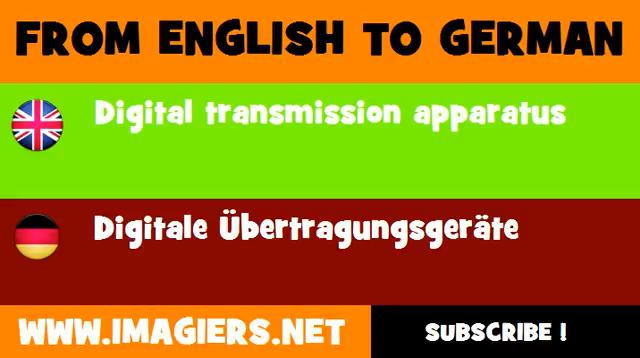 FROM ENGLISH TO GERMAN
Digital transmission apparatus
Digitale Übertragungsgeräte
WWW.IMAGIERS.NET
SUBSCRIBE !